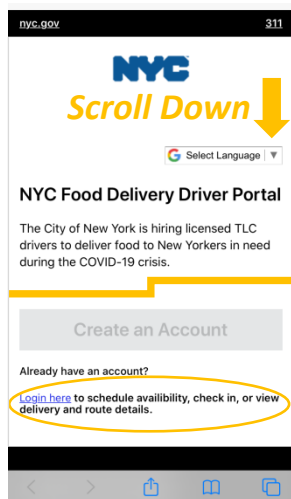 nyc.gov 311
NYC
Scroll Down
G Select Language ▼
NYC Food Delivery Driver Portal
The City of New York is hiring licensed TLC
drivers to deliver food to New Yorkers in need
during the COVID-19 crisis.
Create an Account
Already have an account?
Login here to schedule availibility, check in, or view
delivery and route details.